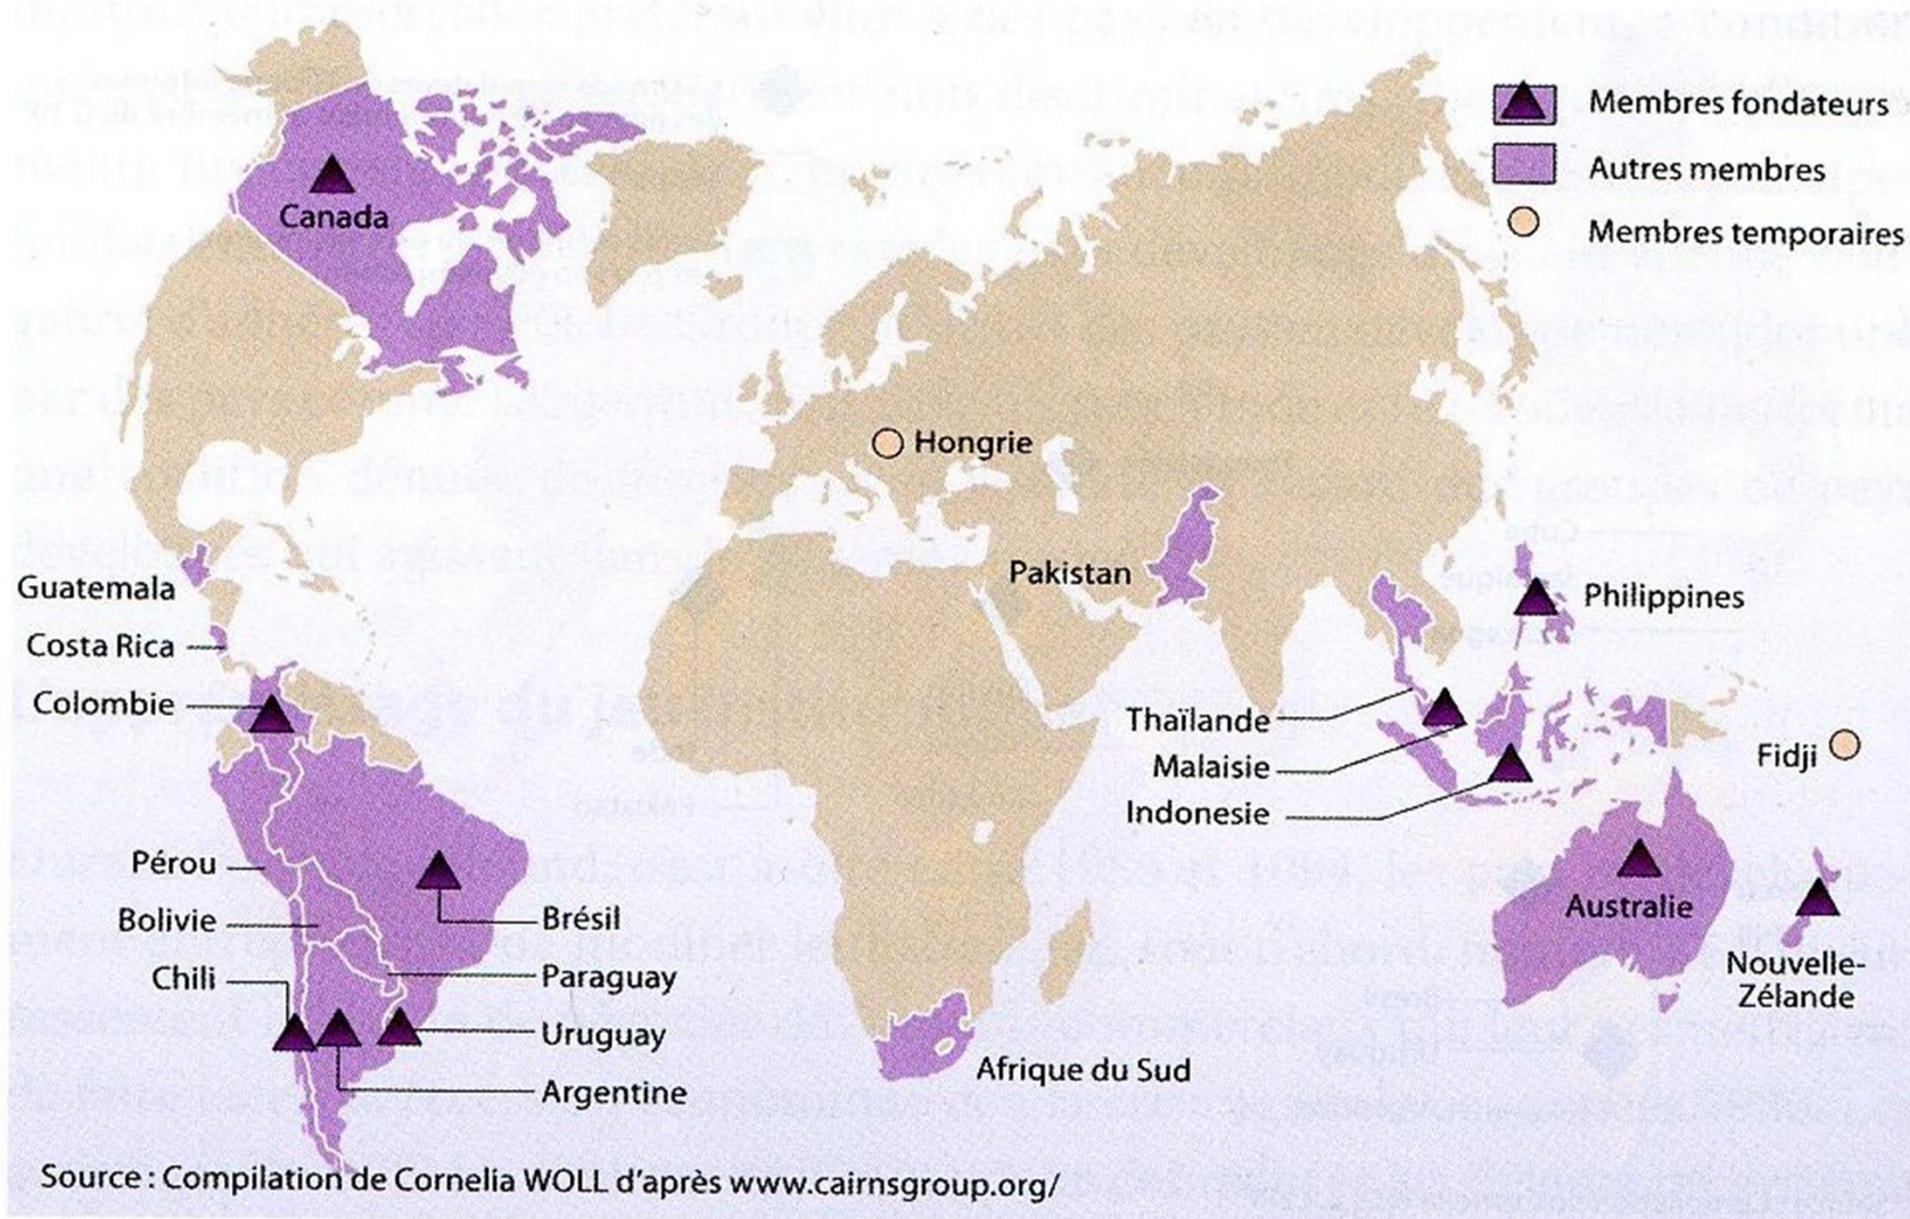 Membres fondateurs
Autres membres
Membres temporaires
Canada
Hongrie
Pakistan
Guatemala
Costa Rica
Colombie
Philippines
Thaïlande
Malaisie
Indonesie
Fidji
Pérou
Bolivie
Chili
Brésil
Paraguay
Uruguay
Argentine
Afrique du Sud
Australie
Nouvelle-
Zélande
Source : Compilation de Cornelia WOLL d'après www.cairnsgroup.org/